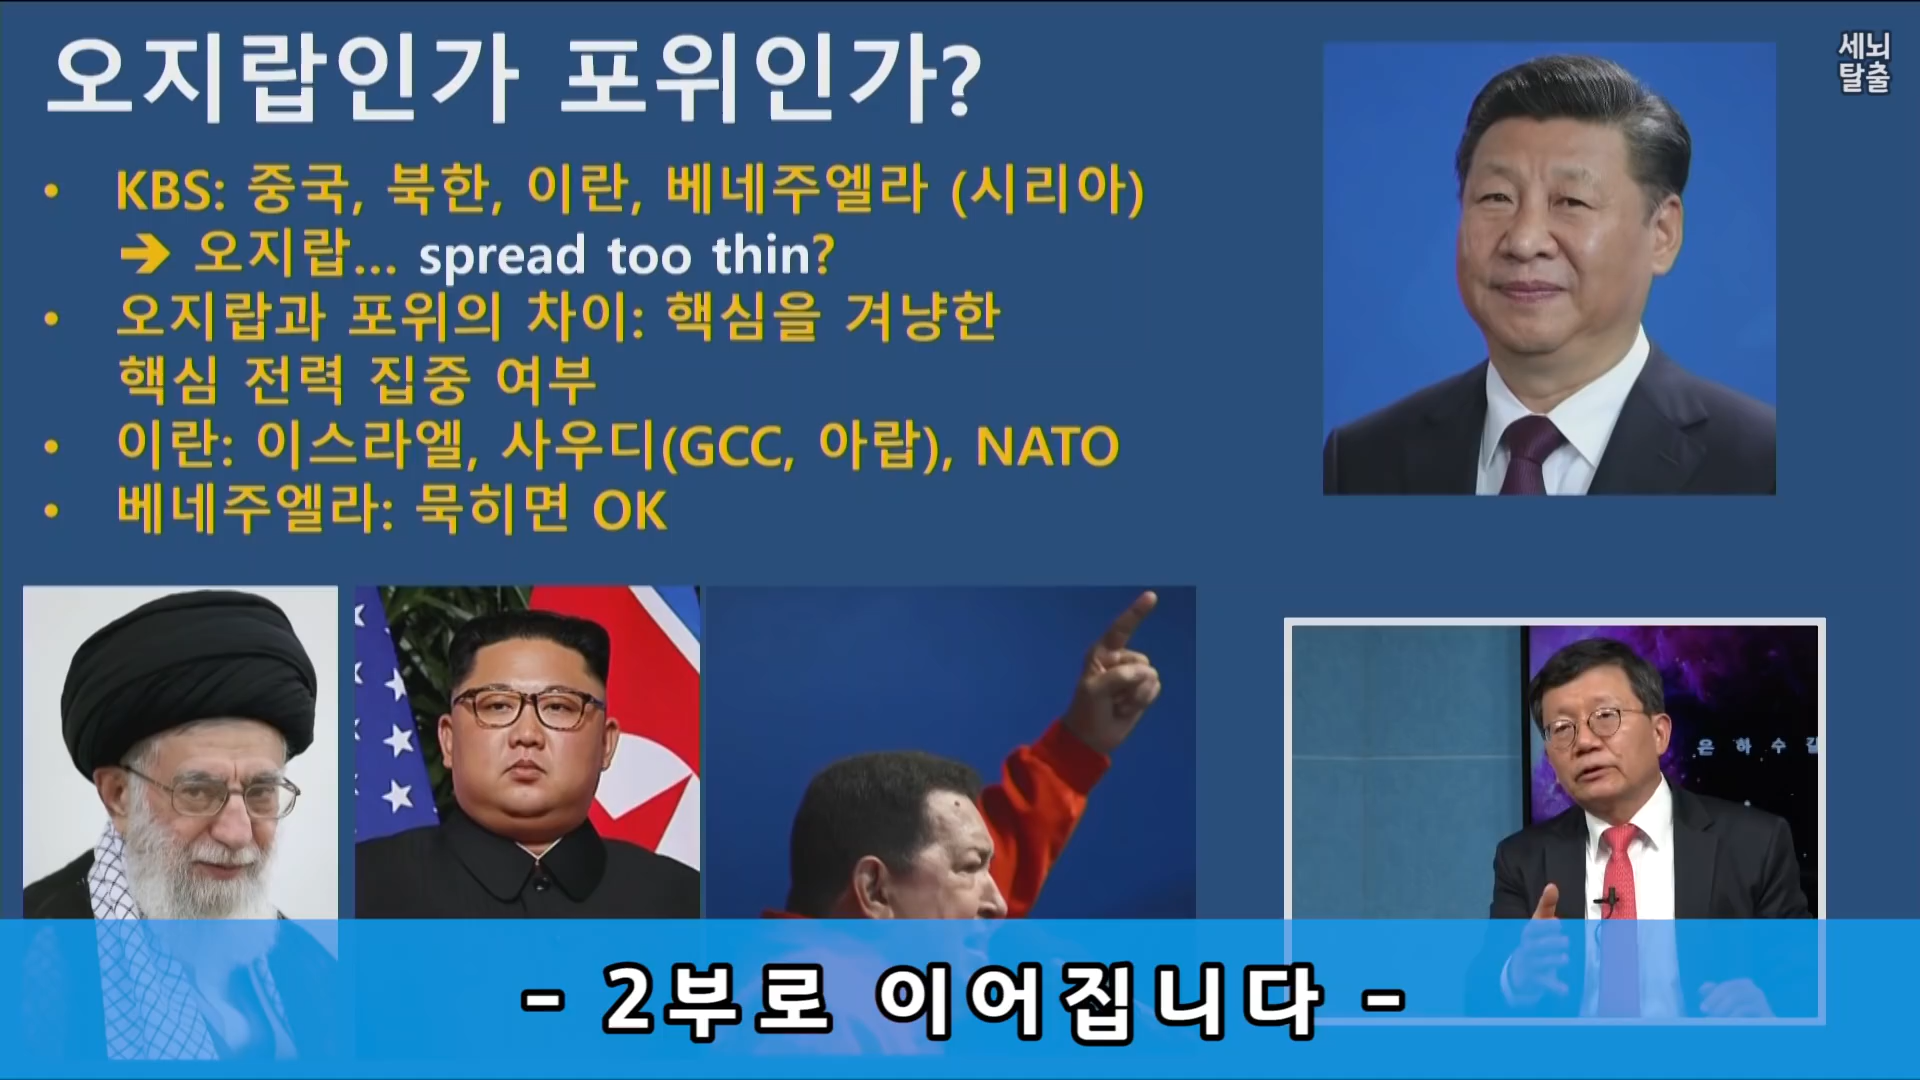 오지랍인가 포위인가?
세뇌
탈출
• KBS: 중국, 북한, 이란, 베네주엘라 (시리아)
➔ 오지랍... spread too thin?
• 오지랍과 포위의 차이: 핵심을 겨냥한
핵심 전력 집중 여부
• 이란: 이스라엘, 사우디(GCC, 아랍), NATO
• 베네주엘라: 묵히면 OK
은 하 수
- 2부로 이어집니다 -